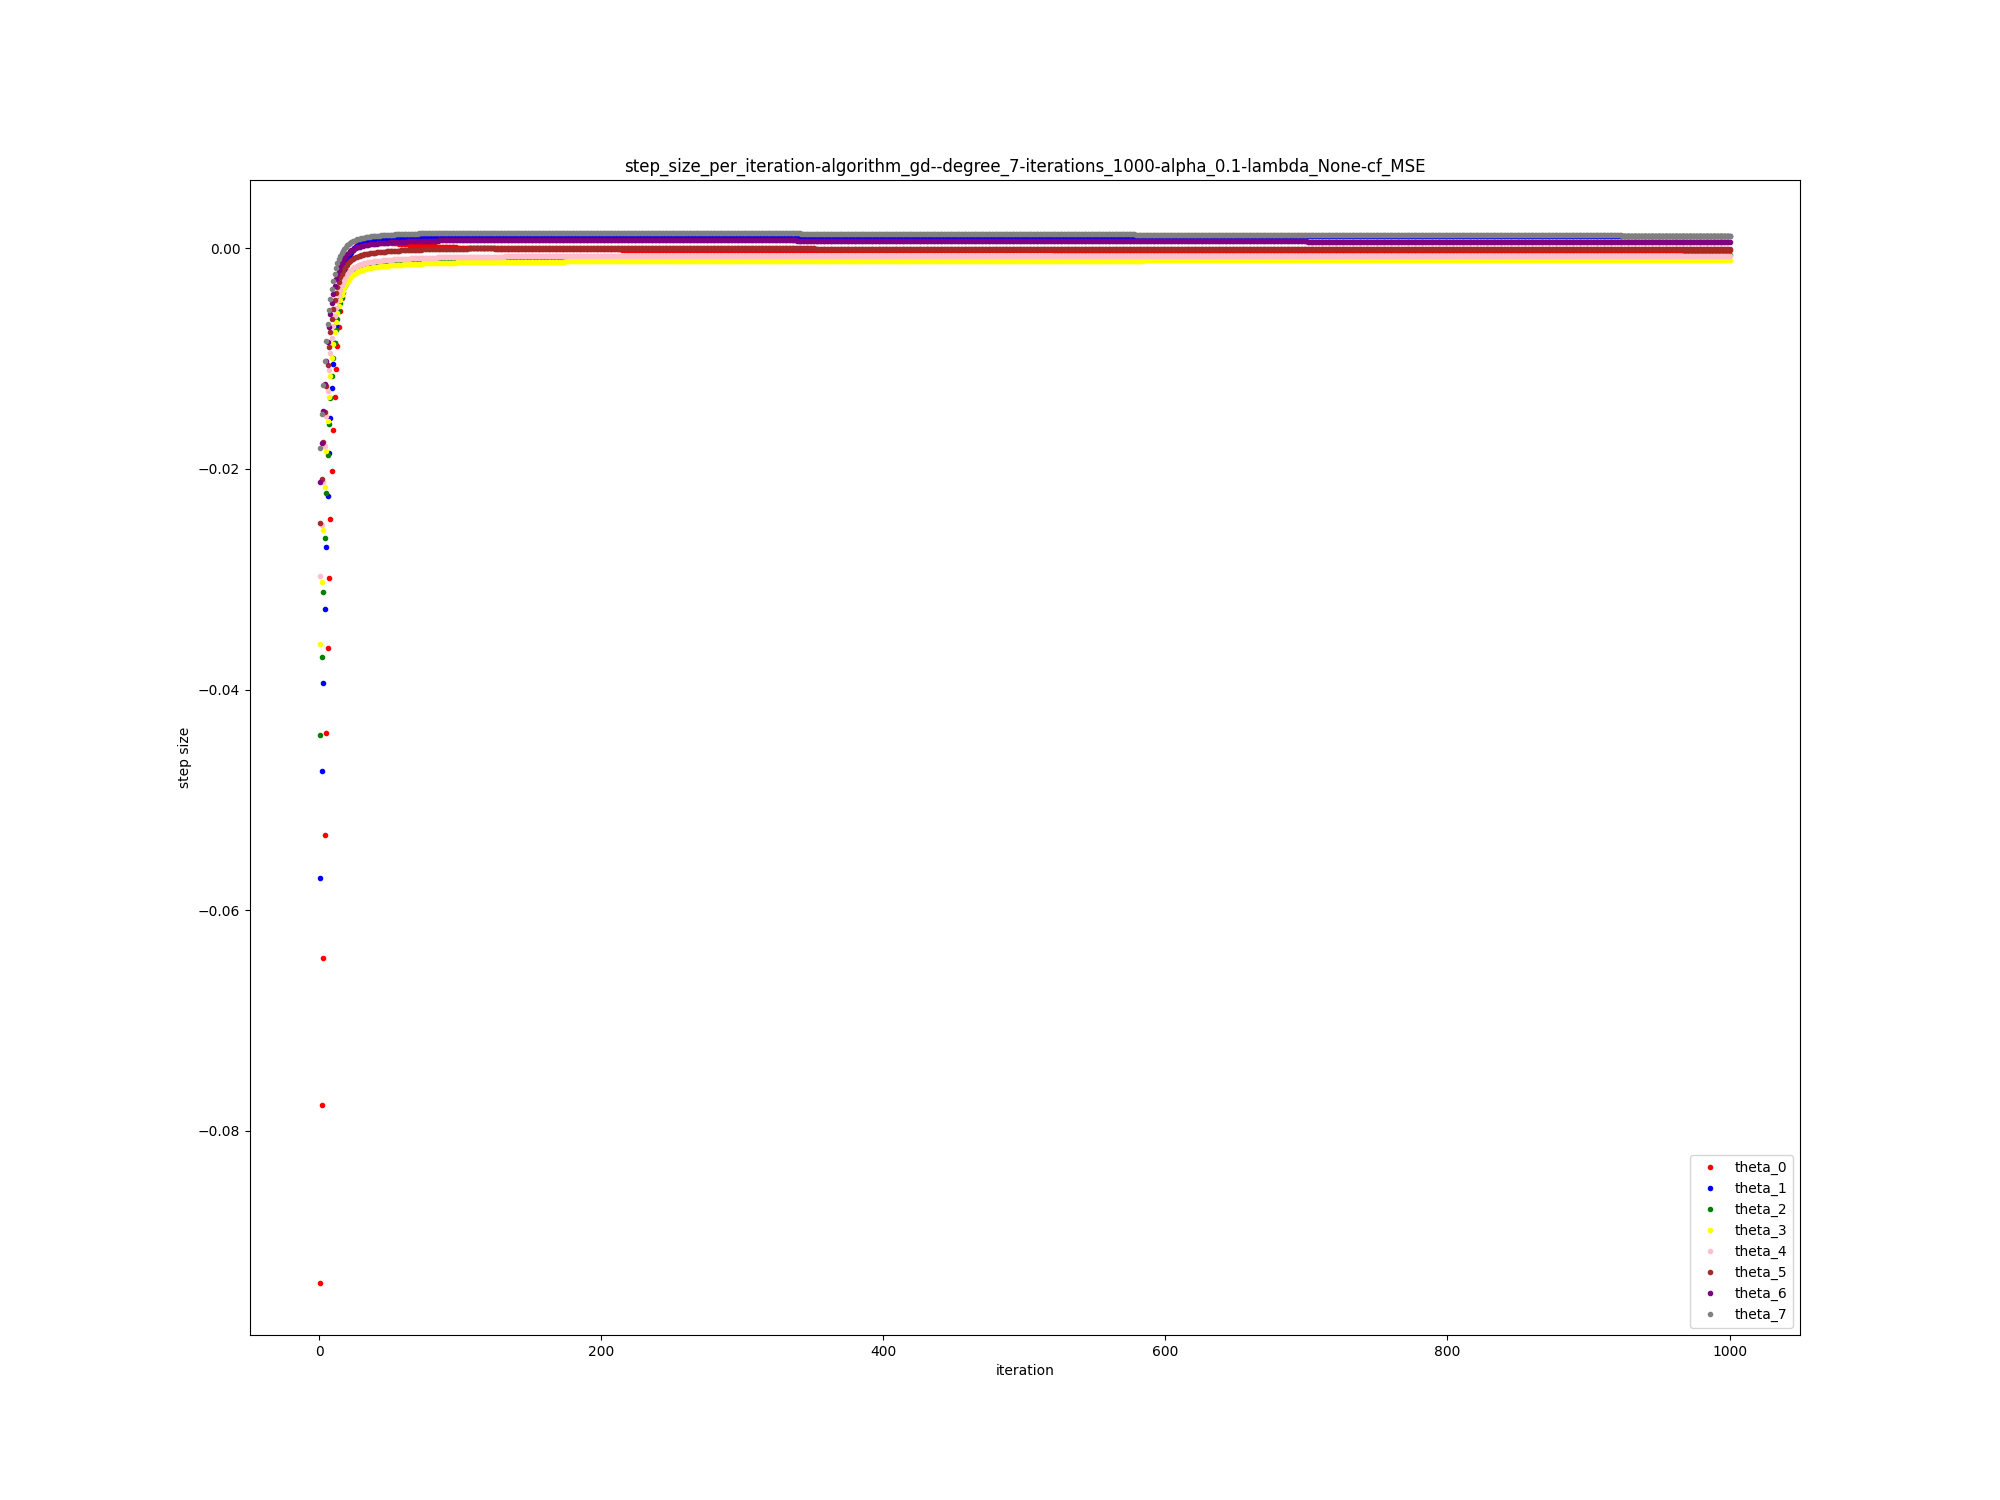 step_size_per_iteration-algorithm_gd--degree_7-iterations_1000-alpha_0.1-lambda_None-cf_MSE
0.00
−0.02
−0.04
−0.06
−0.08
step size
0
200
400
600
800
1000
iteration
theta_0
theta_1
theta_2
theta_3
theta_4
theta_5
theta_6
theta_7